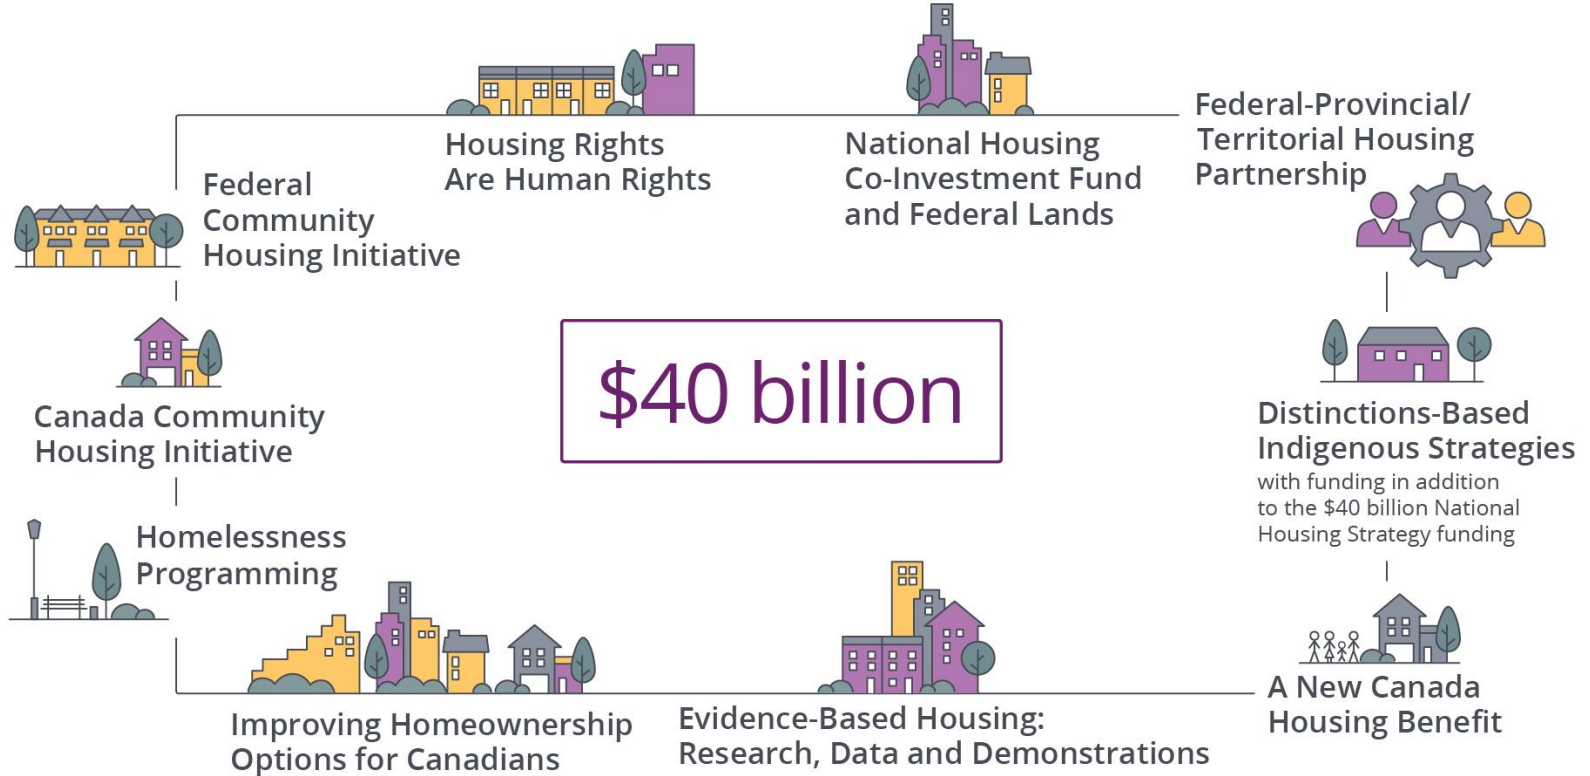 Housing Rights
Are Human Rights
National Housing
Co-Investment Fund
and Federal Lands
Federal-Provincial/
Territorial Housing
Partnership
Federal
Community
Housing Initiative
$40 billion
Canada Community
Housing Initiative
Distinctions-Based
Indigenous Strategies
with funding in addition
to the $40 billion National
Housing Strategy funding
Homelessness
Programming
A New Canada
Housing Benefit
Improving Homeownership
Options for Canadians
Evidence-Based Housing:
Research, Data and Demonstrations